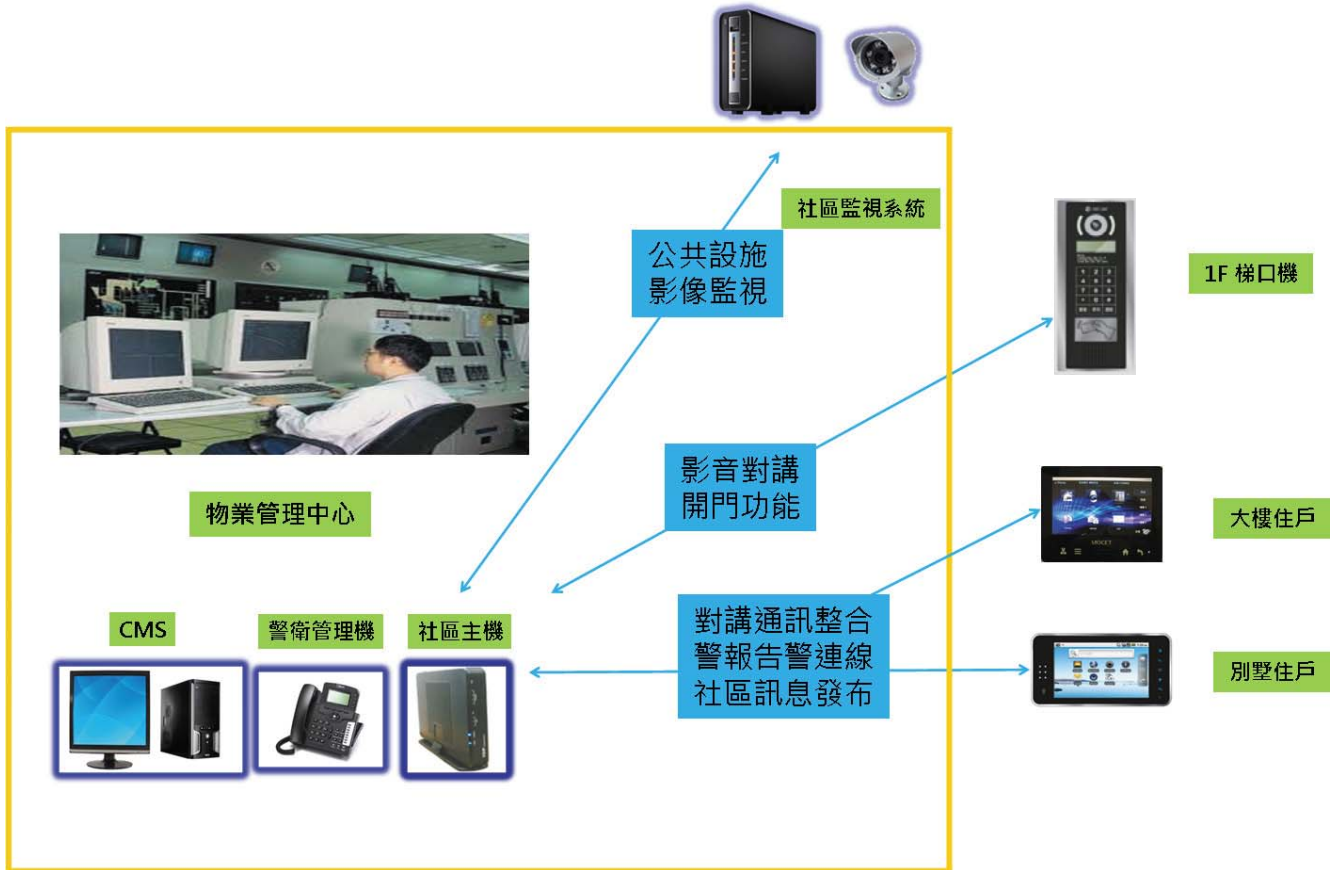 社區監視系統
公共設施
影像監視
1F 梯口機
影音對講
開門功能
物業管理中心
大樓住戶
CMS
警衛管理機
社區主機
對講通訊整合
警報告警連線
社區訊息發布
別墅住戶